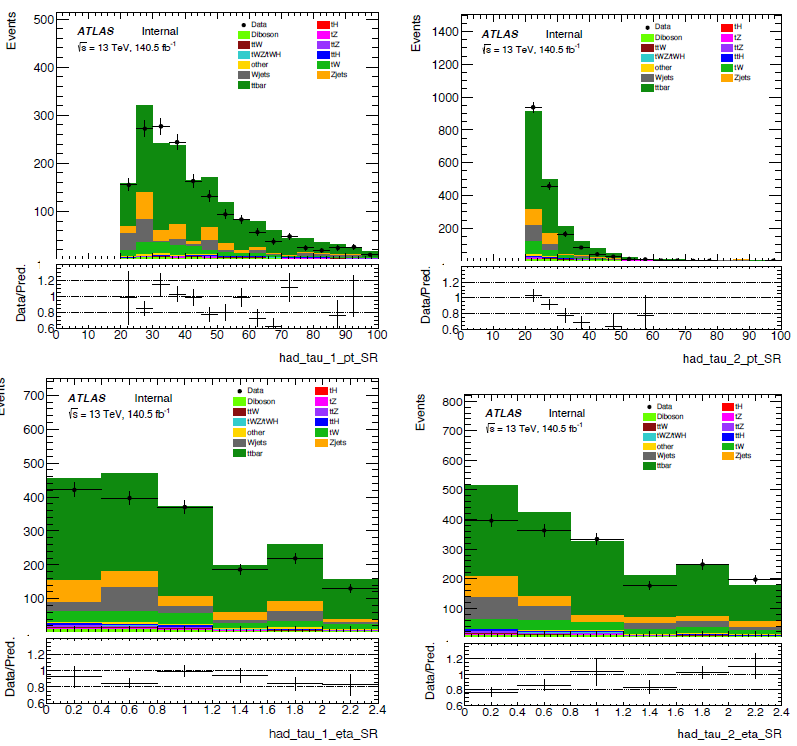 Events
500
400
300
200
100
ATLAS Internal
√s = 13 TeV, 140.5 fb-1
Data
Diboson
ttW
tWZ/tWH
other
Wjets
ttbar
tH
tZ
ttZ
ttH
tW
Zjets
Data/Pred.
1.2
1
0.8
0.6
0 10 20 30 40 50 60 70 80 90 100
had_tau_1_pt_SR
Events
1400
1200
1000
800
600
400
200
ATLAS Internal
√s = 13 TeV, 140.5 fb-1
Data
Diboson
ttW
tWZ/tWH
other
Wjets
ttbar
tH
tZ
ttZ
ttH
tW
Zjets
Data/Pred.
1.2
1
0.8
0.6
0 10 20 30 40 50 60 70 80 90 100
had_tau_2_pt_SR
Events
700
600
500
400
300
200
100
ATLAS Internal
√s = 13 TeV, 140.5 fb-1
Data
Diboson
ttW
tWZ/tWH
other
Wjets
ttbar
tH
tZ
ttZ
ttH
tW
Zjets
Data/Pred.
1.2
1
0.8
0.6
0 0.2 0.4 0.6 0.8 1 1.2 1.4 1.6 1.8 2 2.2 2.4
had_tau_1_eta_SR
Events
800
700
600
500
400
300
200
100
ATLAS Internal
√s = 13 TeV, 140.5 fb-1
Data
Diboson
ttW
tWZ/tWH
other
Wjets
ttbar
tH
tZ
ttZ
ttH
tW
Zjets
Data/Pred.
1.2
1
0.8
0.6
0 0.2 0.4 0.6 0.8 1 1.2 1.4 1.6 1.8 2 2.2 2.4
had_tau_2_eta_SR